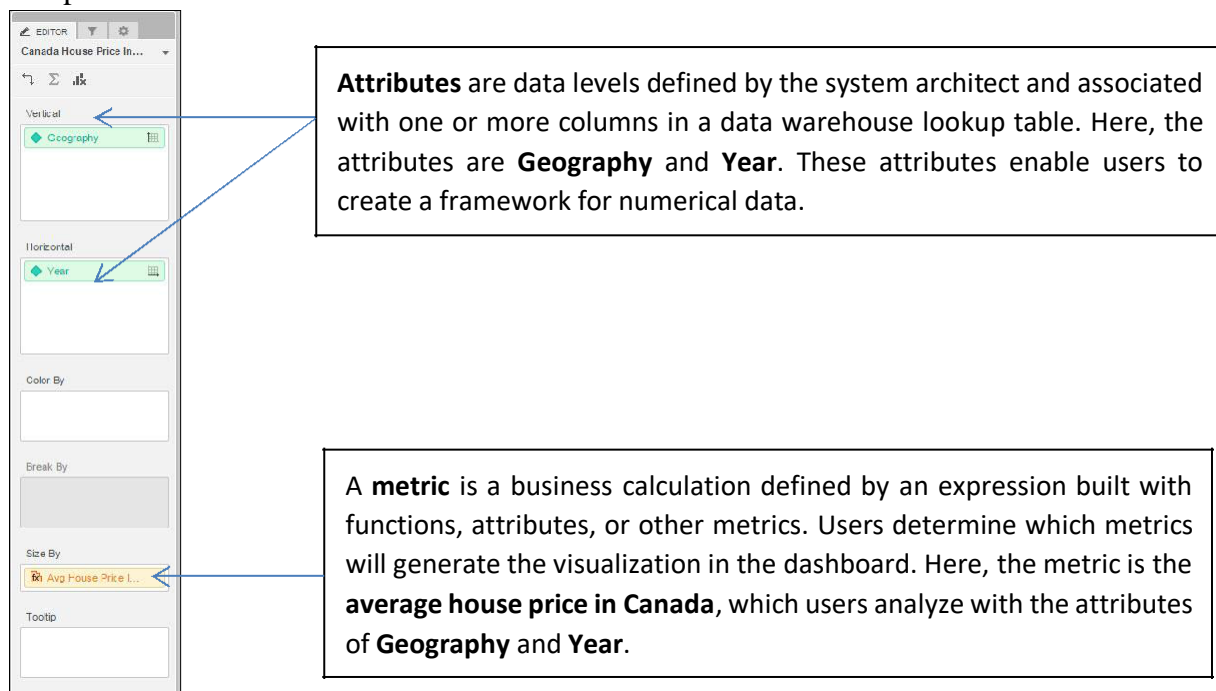 EDITOR
Canada House Price In...
Vertical
Geography
Horizontal
Year
Color By
Break By
Size By
Avg House Price I...
Tooltip
Attributes are data levels defined by the system architect and associated
with one or more columns in a data warehouse lookup table. Here, the
attributes are Geography and Year. These attributes enable users to
create a framework for numerical data.
A metric is a business calculation defined by an expression built with
functions, attributes, or other metrics. Users determine which metrics
will generate the visualization in the dashboard. Here, the metric is the
average house price in Canada, which users analyze with the attributes
of Geography and Year.